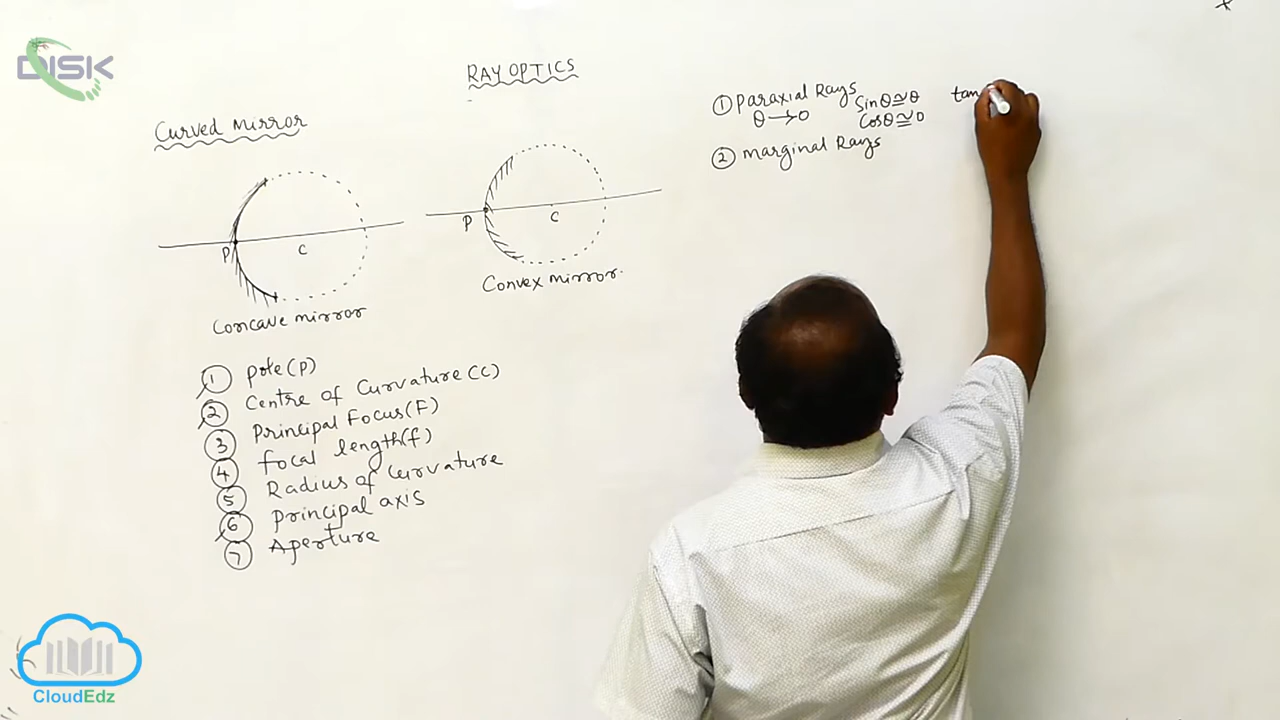 DISK
RAY OPTICS
Curved mirror
P
C
Concave mirror
P
C
Convex mirror.
1 Pole(P)
2 Centre of Curvature(C)
3 Principal Focus(F)
4 focal length(f)
5 Radius of Curvature
6 principal axis
7 Aperture
1 Paraxial Rays
θ → 0
Sinθ ≅ θ
Cosθ ≅ 0
tan
2 Marginal Rays
CloudEdz